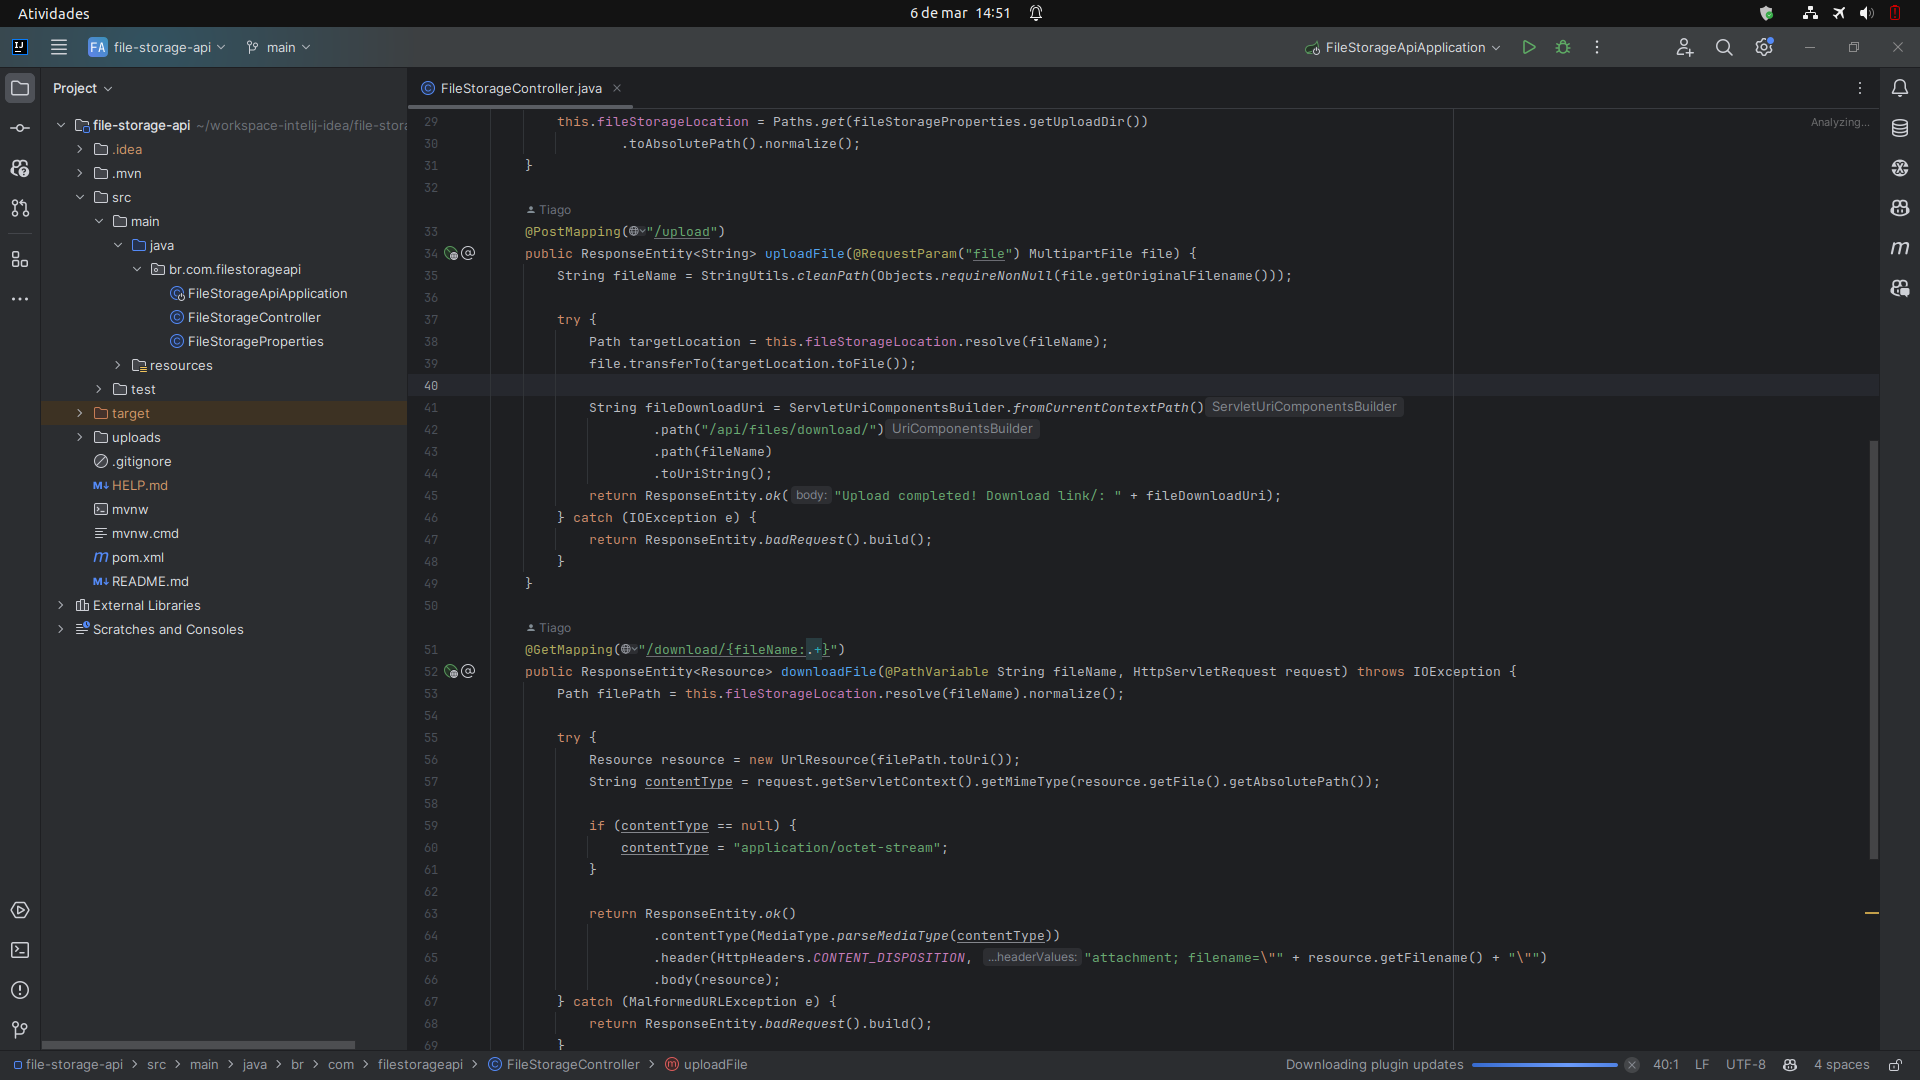 Atividades
6 de mar 14:51
IJ
FA file-storage-api
main
FileStorageApiApplication
Project
FileStorageController.java
file-storage-api ~/workspace-intelij-idea/file-stora
.idea
.mvn
src
main
java
br.com.filestorageapi
FileStorageApiApplication
FileStorageController
FileStorageProperties
resources
test
target
uploads
.gitignore
M↓ HELP.md
mvnw
mvnw.cmd
m pom.xml
M↓ README.md
External Libraries
Scratches and Consoles
Analyzing...
29 this.fileStorageLocation = Paths.get(fileStorageProperties.getUploadDir())
30 .toAbsolutePath().normalize();
31 }
32
Tiago
33 @PostMapping("/upload")
34 public ResponseEntity<String> uploadFile(@RequestParam("file") MultipartFile file) {
35 String fileName = StringUtils.cleanPath(Objects.requireNonNull(file.getOriginalFilename()));
36
37 try {
38 Path targetLocation = this.fileStorageLocation.resolve(fileName);
39 file.transferTo(targetLocation.toFile());
40
41 String fileDownloadUri = ServletUriComponentsBuilder.fromCurrentContextPath() ServletUriComponentsBuilder
42 .path("/api/files/download/") UriComponentsBuilder
43 .path(fileName)
44 .toUriString();
45 return ResponseEntity.ok( body: "Upload completed! Download link/: " + fileDownloadUri);
46 } catch (IOException e) {
47 return ResponseEntity.badRequest().build();
48 }
49 }
50
Tiago
51 @GetMapping("/download/{fileName:.+}")
52 public ResponseEntity<Resource> downloadFile(@PathVariable String fileName, HttpServletRequest request) throws IOException {
53 Path filePath = this.fileStorageLocation.resolve(fileName).normalize();
54
55 try {
56 Resource resource = new UrlResource(filePath.toUri());
57 String contentType = request.getServletContext().getMimeType(resource.getFile().getAbsolutePath());
58
59 if (contentType == null) {
60 contentType = "application/octet-stream";
61 }
62
63 return ResponseEntity.ok()
64 .contentType(MediaType.parseMediaType(contentType))
65 .header(HttpHeaders.CONTENT_DISPOSITION, ...headerValues: "attachment; filename=\"" + resource.getFilename() + "\"")
66 .body(resource);
67 } catch (MalformedURLException e) {
68 return ResponseEntity.badRequest().build();
69 }
file-storage-api > src > main > java > br > com > filestorageapi > FileStorageController > uploadFile
Downloading plugin updates
40:1 LF UTF-8 4 spaces